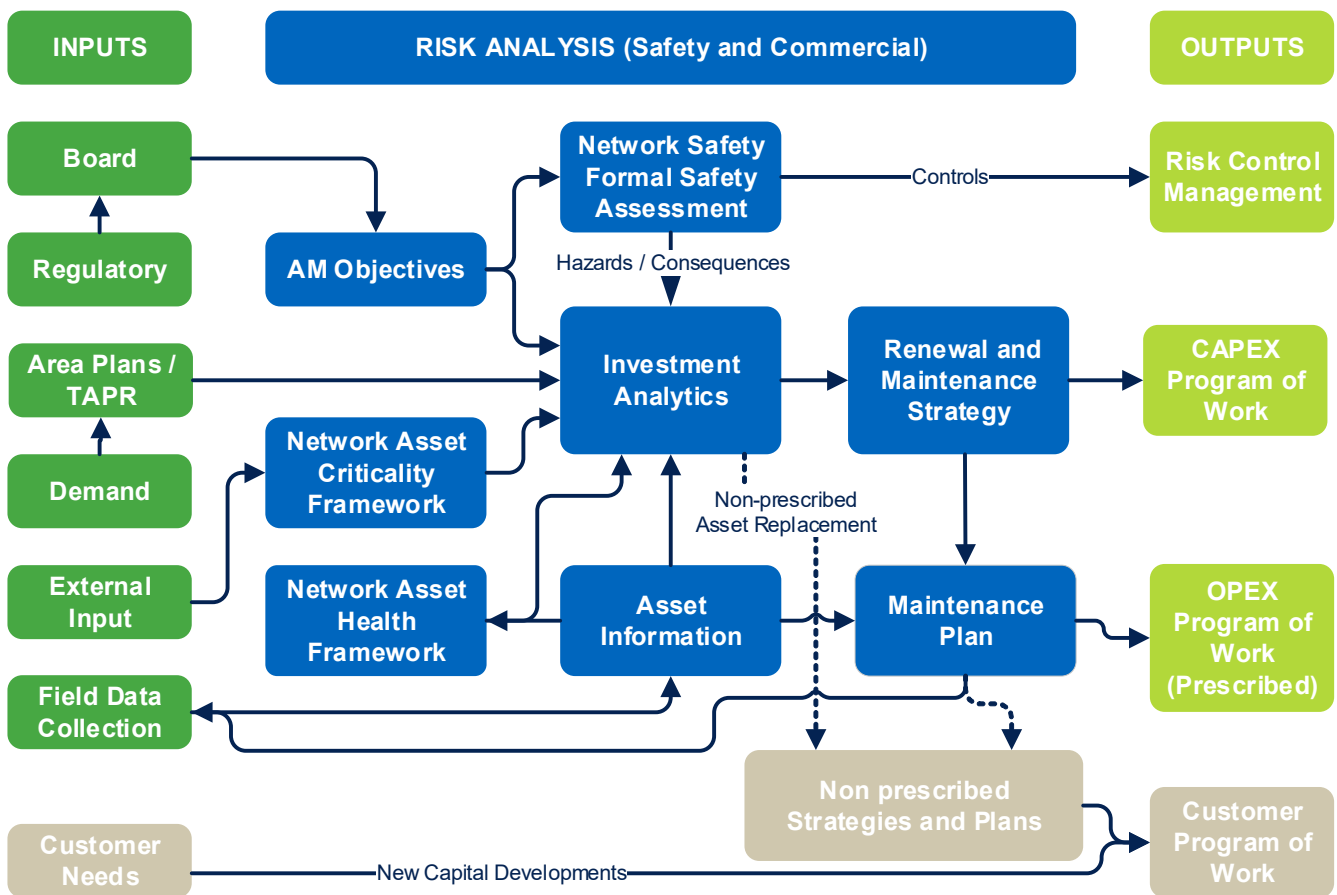 INPUTS
RISK ANALYSIS (Safety and Commercial)
OUTPUTS
Board
Network Safety
Formal Safety
Assessment
Controls
Risk Control
Management
Regulatory
AM Objectives
Hazards / Consequences
Area Plans /
TAPR
Investment
Analytics
Renewal and
Maintenance
Strategy
CAPEX
Program of
Work
Demand
Network Asset
Criticality
Framework
Non-prescribed
Asset Replacement
External
Input
Network Asset
Health
Framework
Asset
Information
Maintenance
Plan
OPEX
Program of
Work
(Prescribed)
Field Data
Collection
Non prescribed
Strategies and Plans
Customer
Needs
New Capital Developments
Customer
Program of
Work